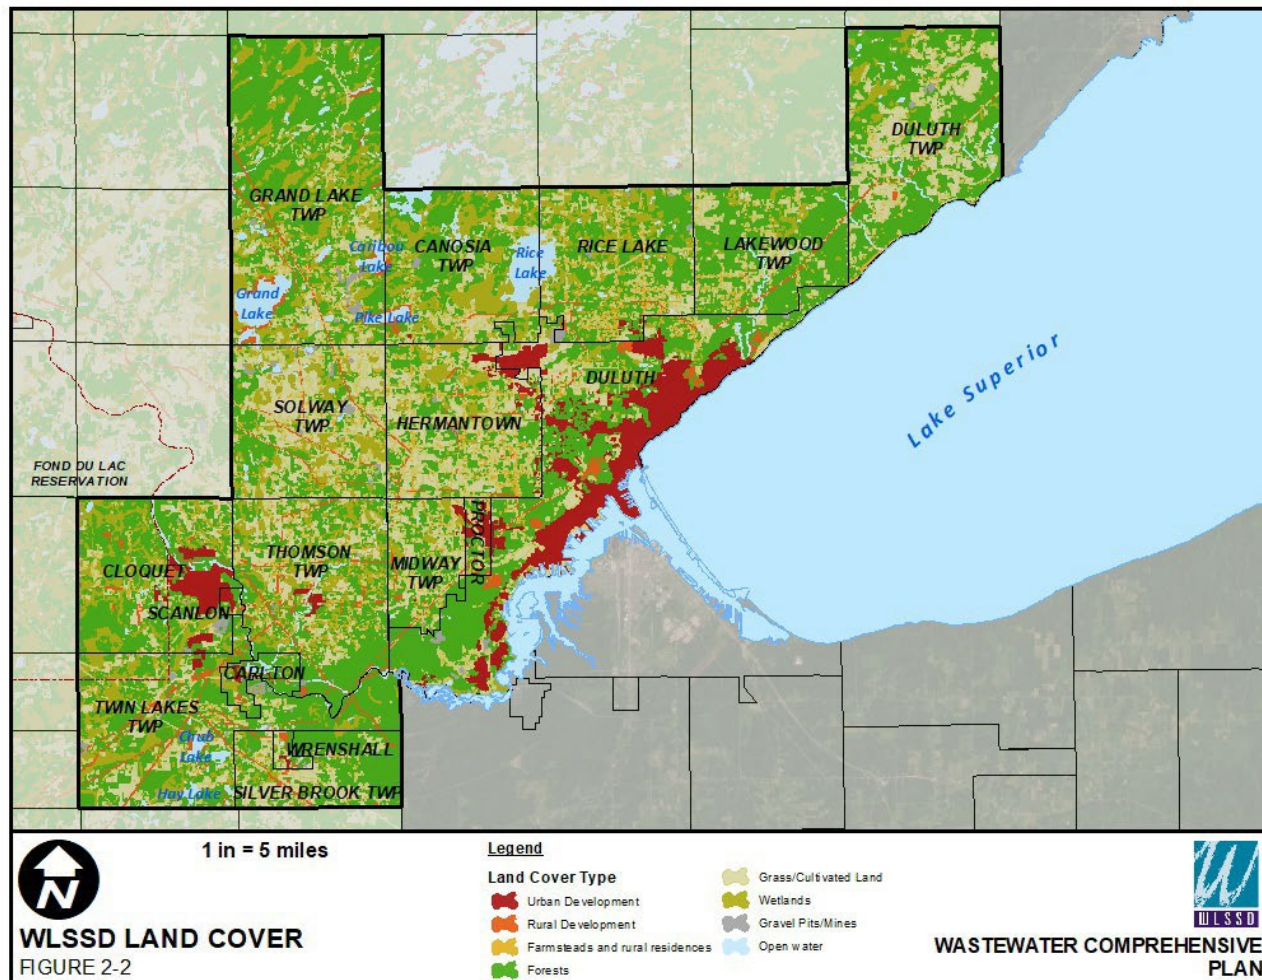 DULUTH
TWP
GRAND LAKE
TWP
Caribou
Lake
CANOSIA
TWP
Rice
Lake
RICE LAKE
LAKEWOOD
TWP
Grand
Lake
Pike Lake
DULUTH
SOLWAY
TWP
HERMANTOWN
Lake Superior
FOND DU LAC
RESERVATION
PROCTOR
THOMSON
TWP
MIDWAY
TWP
CLOQUET
SCANLON
CARLTON
TWIN LAKES
TWP
Chub
Lake
WRENSHALL
Hay Lake
SILVER BROOK TWP
N
1 in = 5 miles
WLSSD LAND COVER
FIGURE 2-2
Legend
Land Cover Type
Urban Development
Rural Development
Farmsteads and rural residences
Forests
Grass/Cultivated Land
Wetlands
Gravel Pits/Mines
Open water
W
WLSSD
WASTEWATER COMPREHENSIVE
PLAN